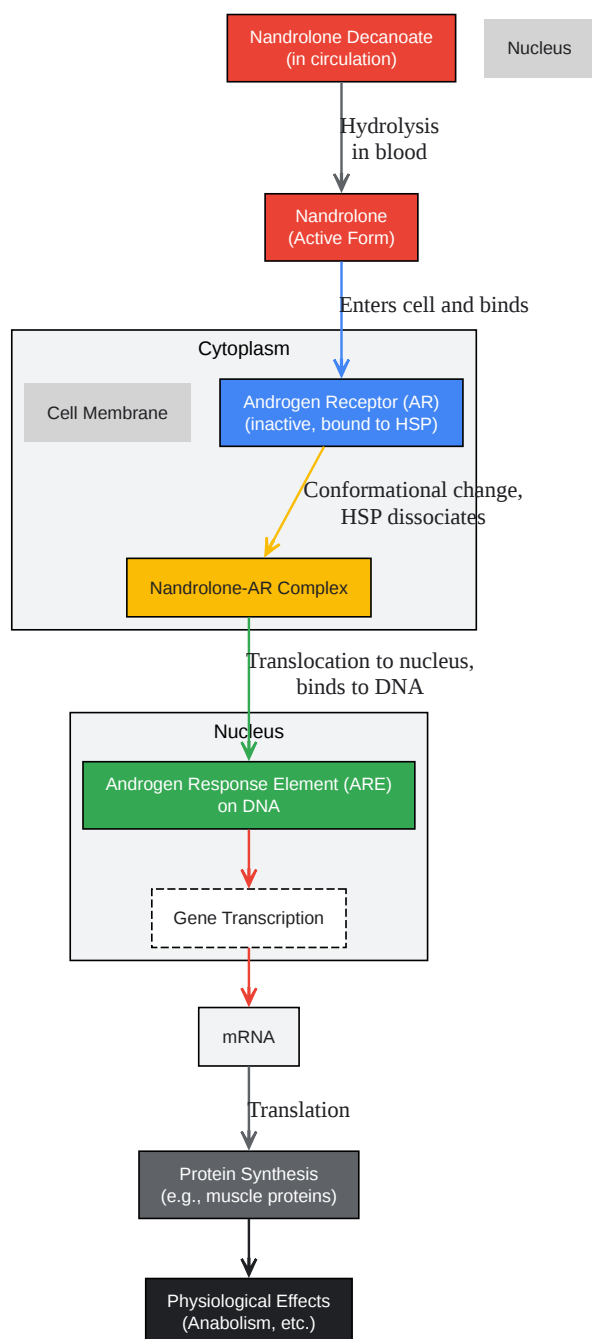 Nandrolone Decanoate
(in circulation)
Nucleus
Hydrolysis
in blood
Nandrolone
(Active Form)
Enters cell and binds
Cytoplasm
Cell Membrane
Androgen Receptor (AR)
(inactive, bound to HSP)
Conformational change,
HSP dissociates
Nandrolone-AR Complex
Translocation to nucleus,
binds to DNA
Nucleus
Androgen Response Element (ARE)
on DNA
Gene Transcription
mRNA
Translation
Protein Synthesis
(e.g., muscle proteins)
Physiological Effects
(Anabolism, etc.)